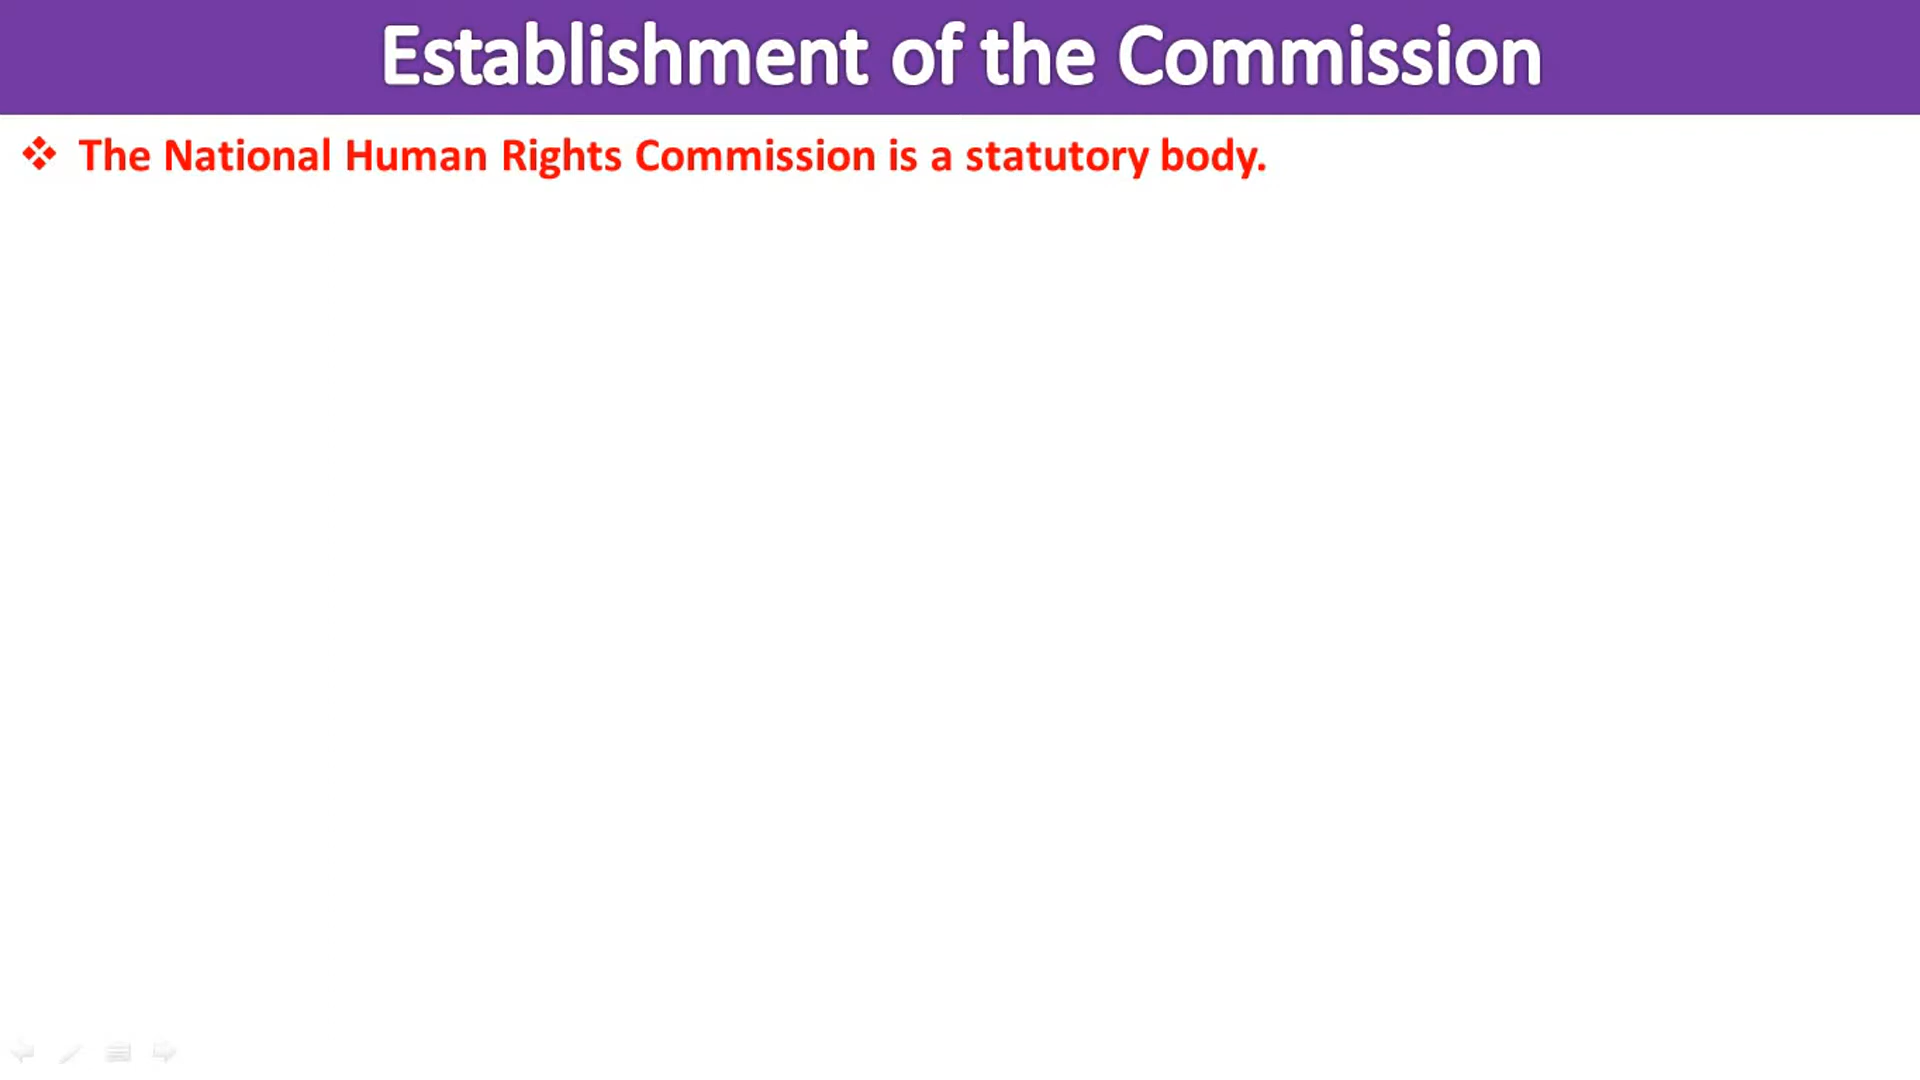 Establishment of the Commission
❖ The National Human Rights Commission is a statutory body.